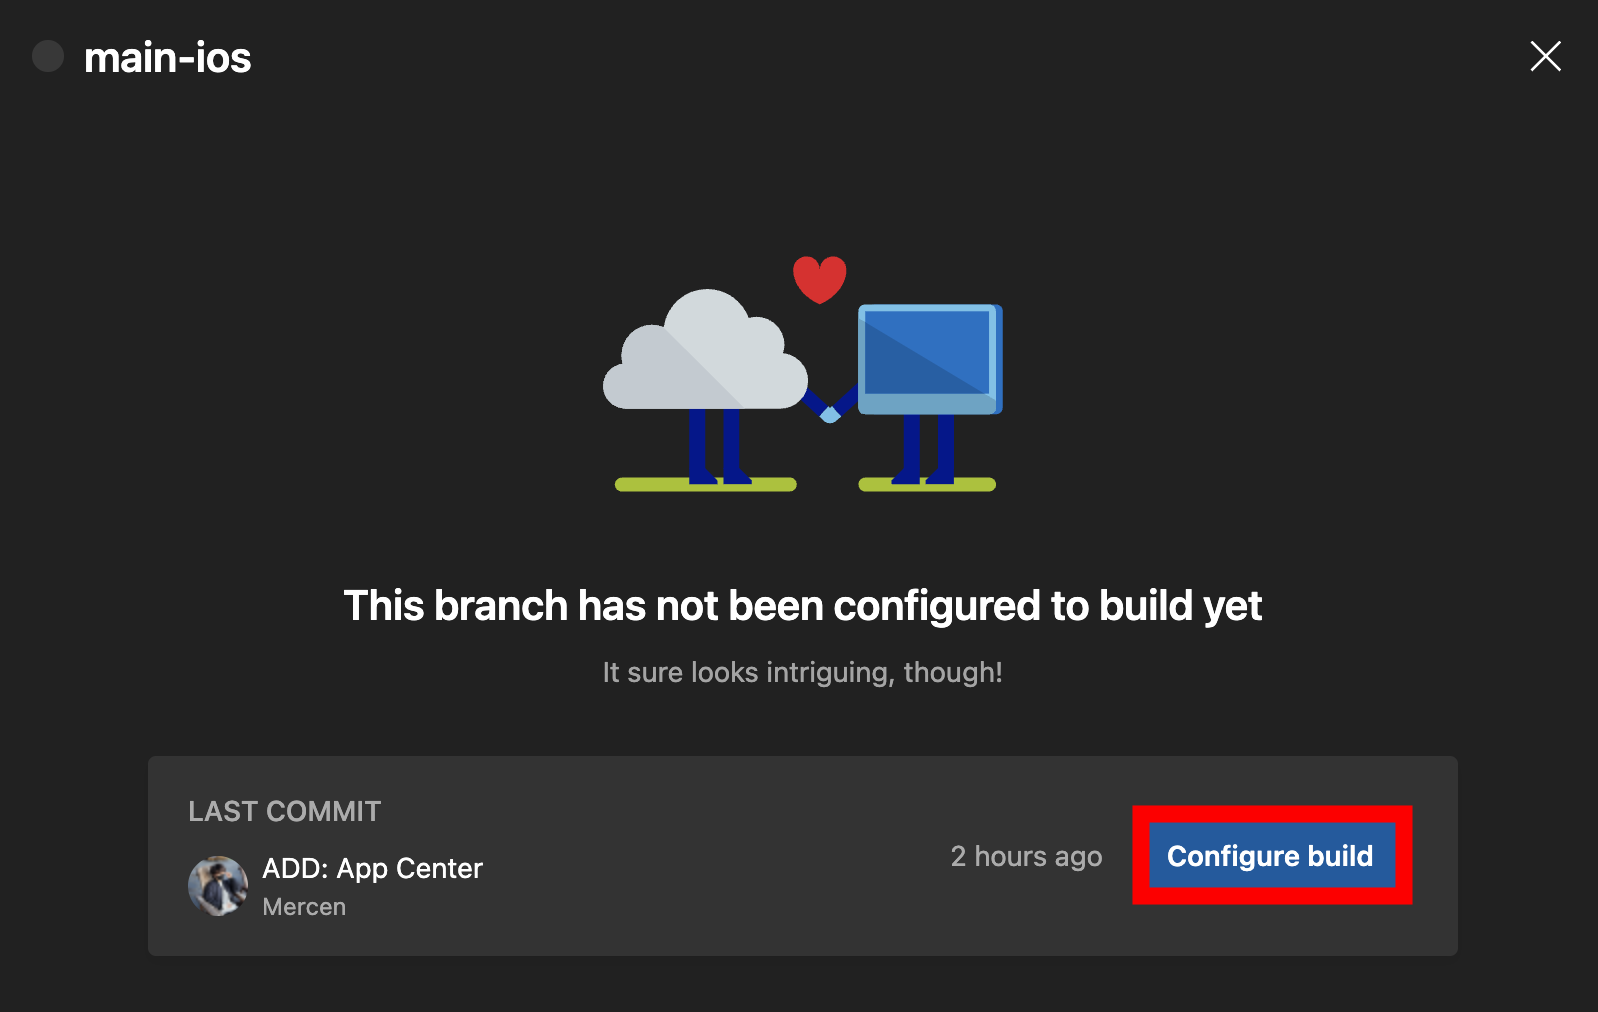 main-ios
This branch has not been configured to build yet
It sure looks intriguing, though!
LAST COMMIT
ADD: App Center
Mercen
2 hours ago
Configure build